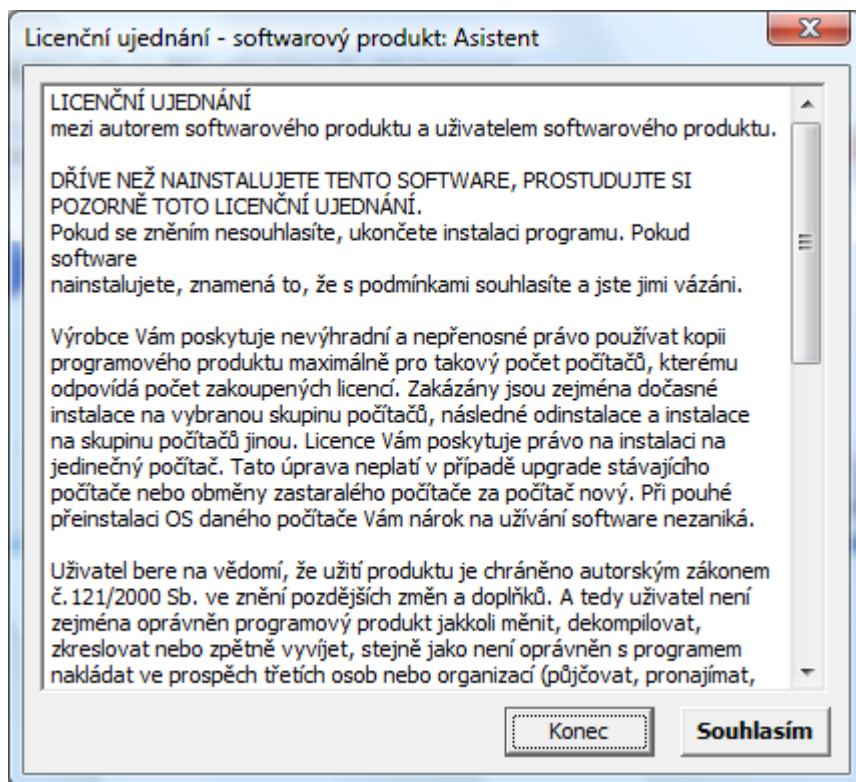 Licenční ujednání - softwarový produkt: Asistent
LICENČNÍ UJEDNÁNÍ
mezi autorem softwarového produktu a uživatelem softwarového produktu.
DŘÍVE NEŽ NAINSTALUJETE TENTO SOFTWARE, PROSTUDUJTE SI
POZORNĚ TOTO LICENČNÍ UJEDNÁNÍ.
Pokud se zněním nesouhlasíte, ukončete instalaci programu. Pokud
software
nainstalujete, znamená to, že s podmínkami souhlasíte a jste jimi vázáni.
Výrobce Vám poskytuje nevýhradní a nepřenosné právo používat kopii
programového produktu maximálně pro takový počet počítačů, kterému
odpovídá počet zakoupených licencí. Zakázány jsou zejména dočasné
instalace na vybranou skupinu počítačů, následné odinstalace a instalace
na skupinu počítačů jinou. Licence Vám poskytuje právo na instalaci na
jedinečný počítač. Tato úprava neplatí v případě upgrade stávajícího
počítače nebo obměny zastaralého počítače za počítač nový. Při pouhé
přeinstalaci OS daného počítače Vám nárok na užívání software nezaniká.
Uživatel bere na vědomí, že užití produktu je chráněno autorským zákonem
č.121/2000 Sb. ve znění pozdějších změn a doplňků. A tedy uživatel není
zejména oprávněn programový produkt jakkoli měnit, dekompilovat,
zkreslovat nebo zpětně vyvíjet, stejně jako není oprávněn s programem
nakládat ve prospěch třetích osob nebo organizací (půjčovat, pronajímat,
Konec
Souhlasím